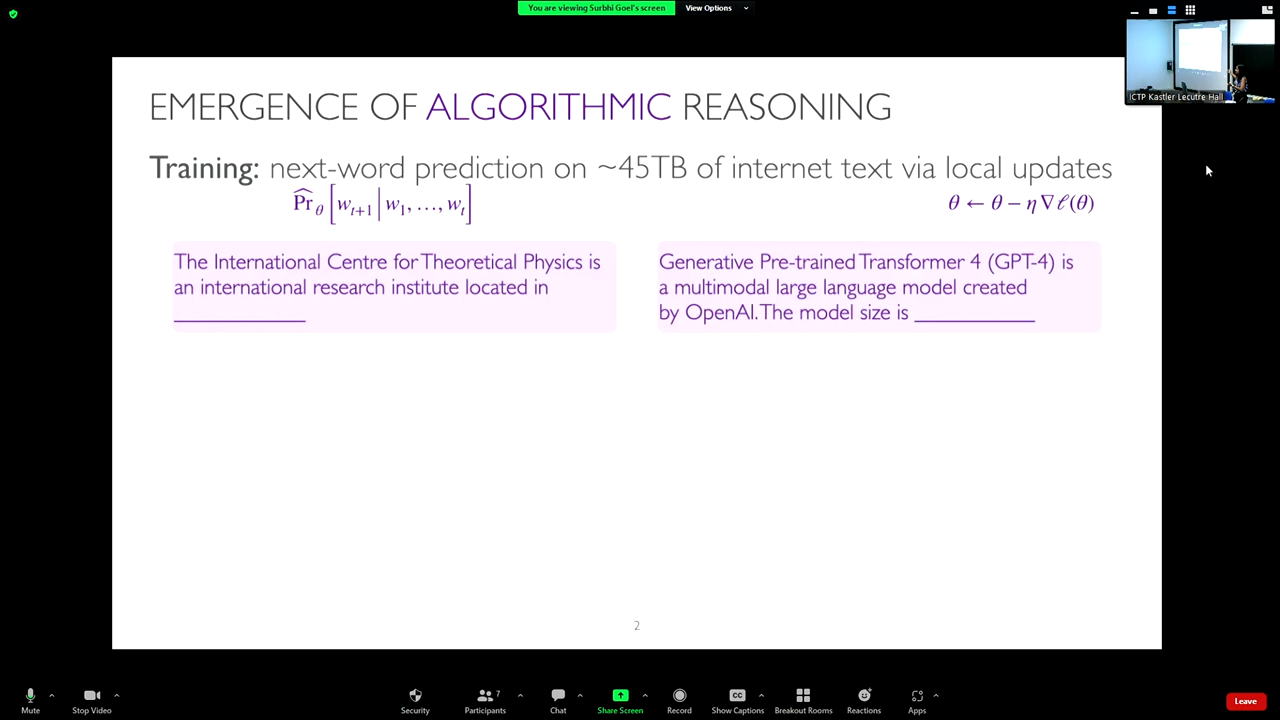 You are viewing Surbhi Goel's screen
View Options
ICTP Kastler Lecutre Hall
EMERGENCE OF ALGORITHMIC REASONING
Training: next-word prediction on ~45TB of internet text via local updates
P̂r_θ [w_{t+1} | w_1, …, w_t]
θ ← θ − η ∇ ℓ(θ)
The International Centre for Theoretical Physics is
an international research institute located in
____________
Generative Pre-trained Transformer 4 (GPT-4) is
a multimodal large language model created
by OpenAI. The model size is ___________
2
Mute
Stop Video
Security
Participants
7
Chat
Share Screen
Record
CC
Show Captions
Breakout Rooms
Reactions
Apps
Leave